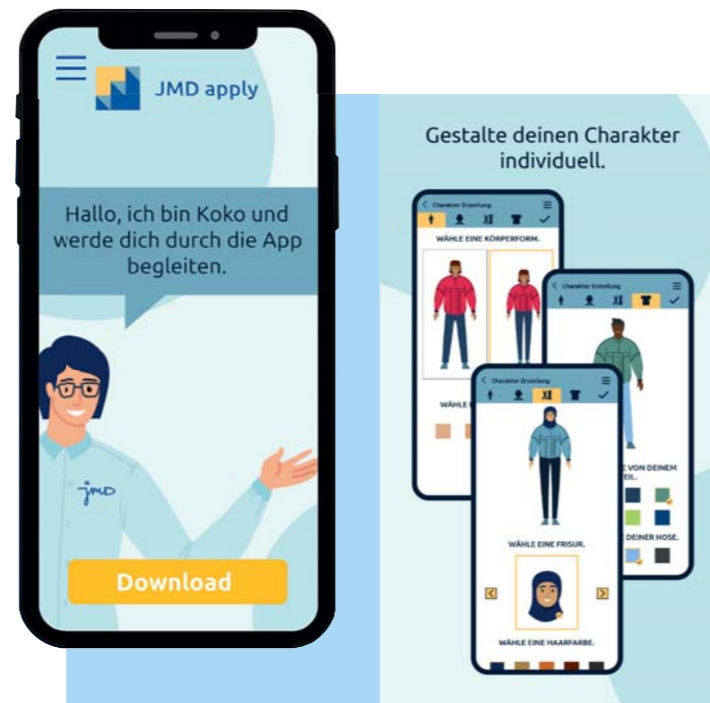 JMD apply
Hallo, ich bin Koko und
werde dich durch die App
begleiten.
jmD
Download
Gestalte deinen Charakter
individuell.
Charakter Erstellung
WÄHLE EINE KÖRPERFORM.
WÄHLE
Charakter Erstellung
VON DEINEM
DEINER HOSE.
Charakter Erstellung
WÄHLE EINE FRISUR.
WÄHLE EINE HAARFARBE.